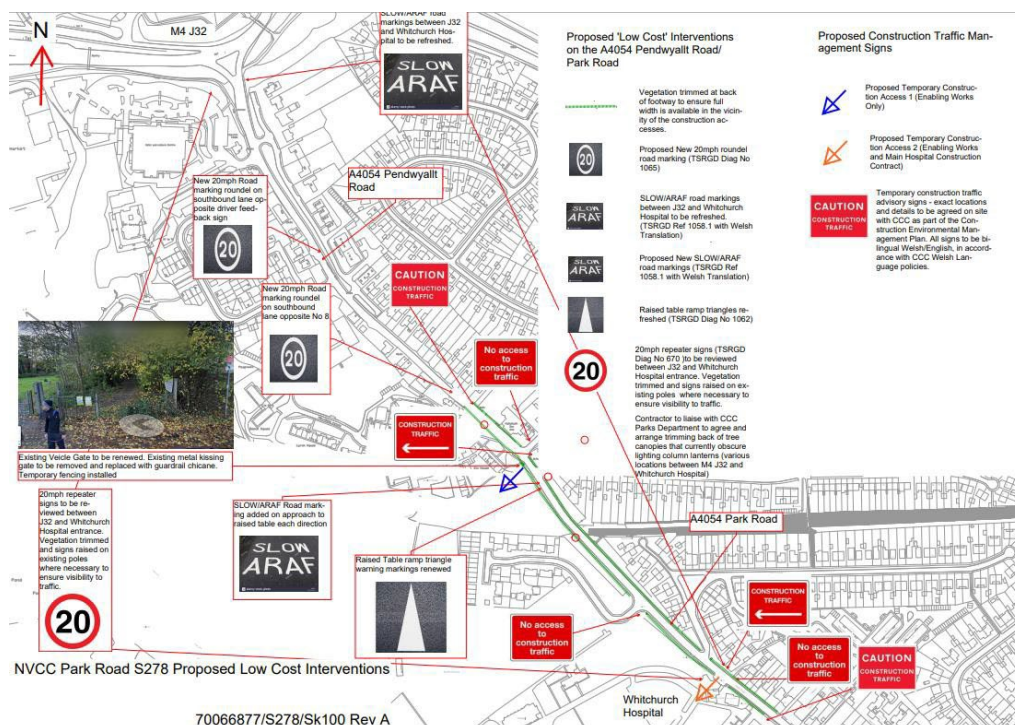 N
M4 J32
SLOW/ARAF road
markings between J32
and Whitchurch Hos-
pital to be refreshed.
SLOW
ARAF
New 20mph Road
marking roundel on
southbound lane op-
posite driver feed-
back sign
20
A4054 Pendwyallt
Road
New 20mph Road
marking roundel
on southbound
lane opposite No 8
20
CAUTION
CONSTRUCTION
TRAFFIC
No access
to
construction
traffic
CONSTRUCTION
TRAFFIC
Existing Veicle Gate to be renewed. Existing metal kissing
gate to be removed and replaced with guardrail chicane.
Temporary fencing installed
20mph repeater
signs to be re-
viewed between
J32 and Whitchurch
Hospital entrance.
Vegetation trimmed
and signs raised on
existing poles
where necessary to
ensure visibility to
traffic.
20
SLOW/ARAF Road mark-
ing added on approach to
raised table each direction
SLOW
ARAF
Raised Table ramp triangle
warning markings renewed
A4054 Park Road
CONSTRUCTION
TRAFFIC
No access
to
construction
traffic
No access
to
construction
traffic
CAUTION
CONSTRUCTION
TRAFFIC
Whitchurch
Hospital
NVCC Park Road S278 Proposed Low Cost Interventions
70066877/S278/Sk100 Rev A
Proposed 'Low Cost' Interventions
on the A4054 Pendwyallt Road/
Park Road
Vegetation trimmed at back
of footway to ensure full
width is available in the vicin-
ity of the construction ac-
cesses.
20
Proposed New 20mph roundel
road marking (TSRGD Diag No
1065)
SLOW
ARAF
SLOW/ARAF road markings
between J32 and Whitchurch
Hospital to be refreshed.
(TSRGD Ref 1058.1 with Welsh
Translation)
SLOW
ARAF
Proposed New SLOW/ARAF
road markings (TSRGD Ref
1058.1 with Welsh Translation)
Raised table ramp triangles re-
freshed (TSRGD Diag No 1062)
20
20mph repeater signs (TSRGD
Diag No 670 )to be reviewed
between J32 and Whitchurch
Hospital entrance. Vegetation
trimmed and signs raised on ex-
isting poles where necessary to
ensure visibility to traffic.
Contractor to liaise with CCC
Parks Department to agree and
arrange trimming back of tree
canopies that currently obscure
lighting column lanterns (various
locations between M4 J32 and
Whitchurch Hospital)
Proposed Construction Traffic Man-
agement Signs
Proposed Temporary Construc-
tion Access 1 (Enabling Works
Only)
Proposed Temporary Construc-
tion Access 2 (Enabling Works
and Main Hospital Construction
Contract)
CAUTION
CONSTRUCTION
TRAFFIC
Temporary construction traffic
advisory signs - exact locations
and details to be agreed on site
with CCC as part of the Con-
struction Environmental Man-
agement Plan. All signs to be bi-
lingual Welsh/English, in accor-
dance with CCC Welsh Lan-
guage policies.